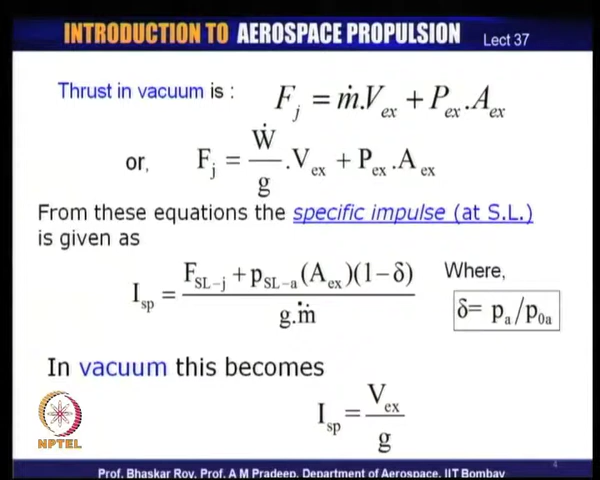 INTRODUCTION TO AEROSPACE PROPULSION Lect 37
Thrust in vacuum is : F_j = ṁ.V_ex + P_ex.A_ex
or, F_j = Ẇ/g .V_ex + P_ex.A_ex
From these equations the specific impulse (at S.L.)
is given as
I_sp = (F_SL-j + p_SL-a(A_ex)(1-δ))/(g.ṁ) Where,
δ= p_a/p_0a
In vacuum this becomes
I_sp = V_ex/g
NPTEL
4
Prof. Bhaskar Roy, Prof. A M Pradeep, Department of Aerospace, IIT Bombay